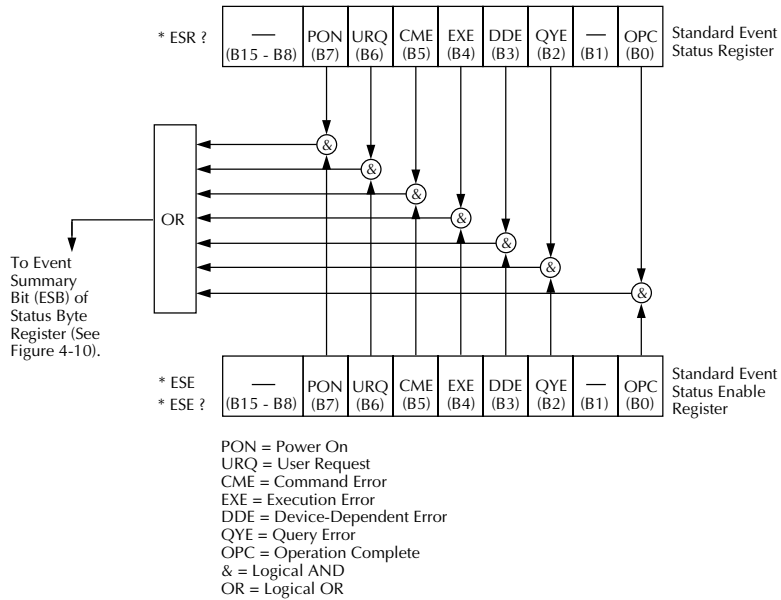 * ESR ?
— PON URQ CME EXE DDE QYE — OPC
(B15 - B8) (B7) (B6) (B5) (B4) (B3) (B2) (B1) (B0)
Standard Event
Status Register
&
&
&
&
&
&
&
OR
To Event
Summary
Bit (ESB) of
Status Byte
Register (See
Figure 4-10).
* ESE
* ESE ?
— PON URQ CME EXE DDE QYE — OPC
(B15 - B8) (B7) (B6) (B5) (B4) (B3) (B2) (B1) (B0)
Standard Event
Status Enable
Register
PON = Power On
URQ = User Request
CME = Command Error
EXE = Execution Error
DDE = Device-Dependent Error
QYE = Query Error
OPC = Operation Complete
& = Logical AND
OR = Logical OR